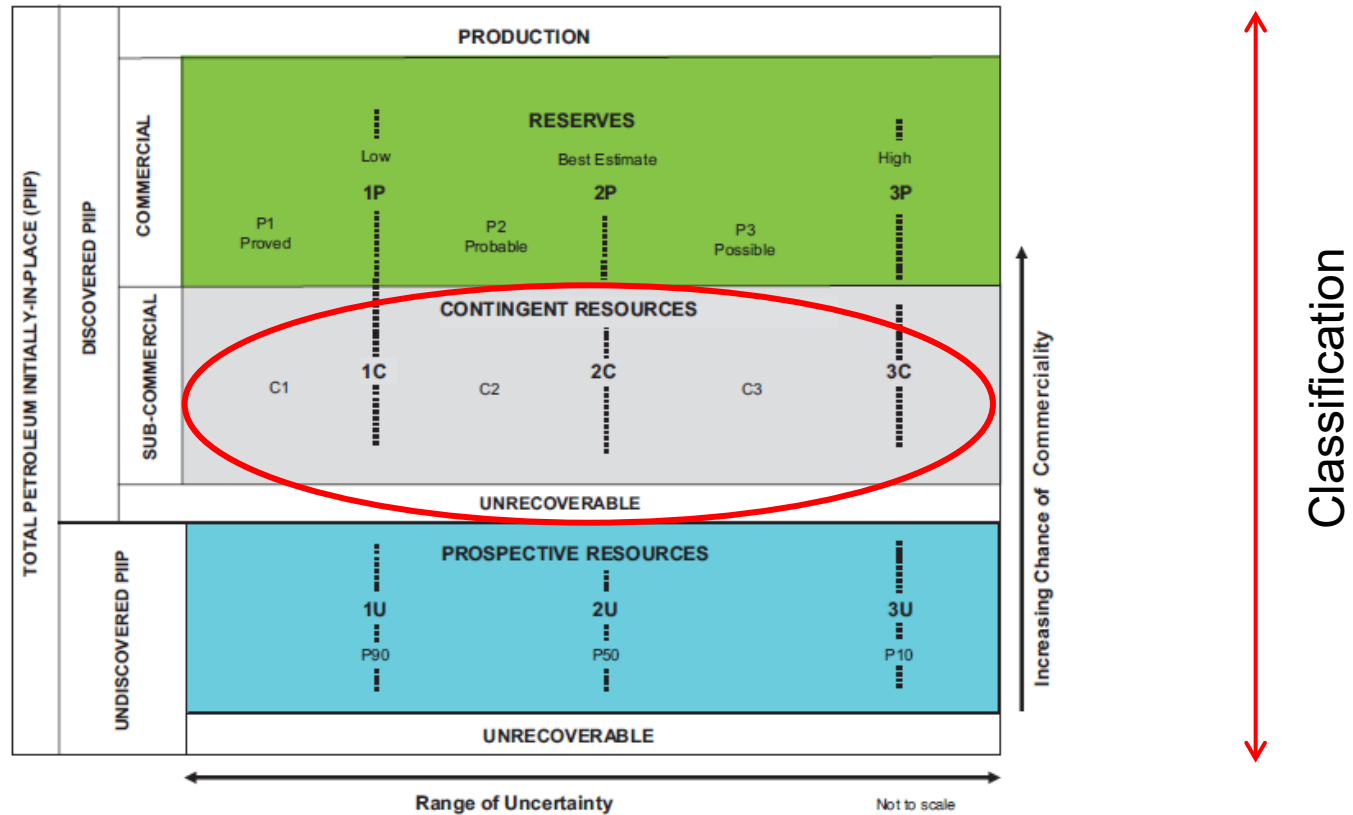 TOTAL PETROLEUM INITIALLY-IN-PLACE (PIIP)
DISCOVERED PIIP
COMMERCIAL
PRODUCTION
RESERVES
Low
Best Estimate
High
1P
2P
3P
P1
Proved
P2
Probable
P3
Possible
SUB-COMMERCIAL
CONTINGENT RESOURCES
1C
2C
3C
C1
C2
C3
UNRECOVERABLE
UNDISCOVERED PIIP
PROSPECTIVE RESOURCES
1U
2U
3U
P90
P50
P10
UNRECOVERABLE
Increasing Chance of Commerciality
Classification
Range of Uncertainty
Not to scale